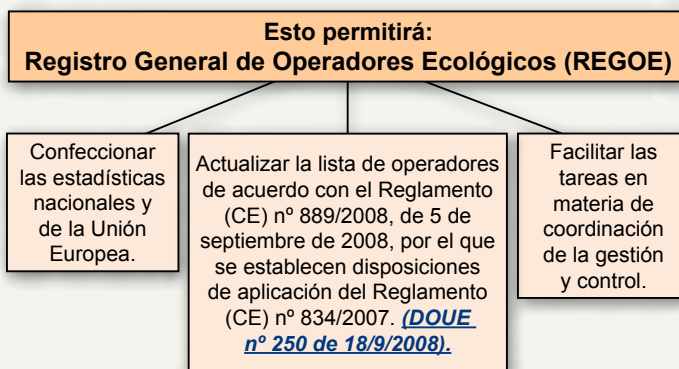 Esto permitirá:
Registro General de Operadores Ecológicos (REGOE)
Confeccionar
las estadísticas
nacionales y
de la Unión
Europea.
Actualizar la lista de operadores
de acuerdo con el Reglamento
(CE) nº 889/2008, de 5 de
septiembre de 2008, por el que
se establecen disposiciones
de aplicación del Reglamento
(CE) nº 834/2007. (DOUE
nº 250 de 18/9/2008).
Facilitar las
tareas en
materia de
coordinación
de la gestión
y control.